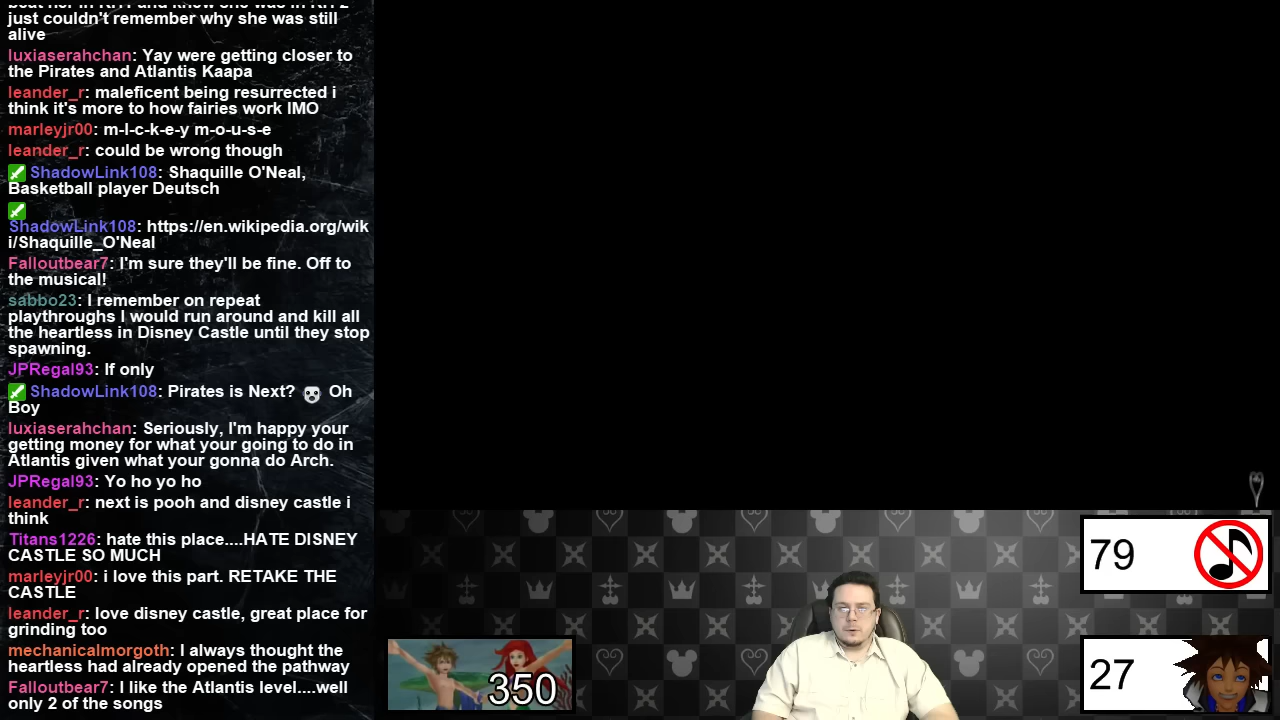 just couldn't remember why she was still
alive
luxiaserahchan: Yay were getting closer to
the Pirates and Atlantis Kaapa
leander_r: maleficent being resurrected i
think it's more to how fairies work IMO
marleyjr00: m-I-c-k-e-y m-o-u-s-e
leander_r: could be wrong though
ShadowLink108: Shaquille O'Neal,
Basketball player Deutsch
ShadowLink108: https://en.wikipedia.org/wik
i/Shaquille_O'Neal
Falloutbear7: I'm sure they'll be fine. Off to
the musical!
sabbo23: I remember on repeat
playthroughs I would run around and kill all
the heartless in Disney Castle until they stop
spawning.
JPRegal93: If only
ShadowLink108: Pirates is Next? Oh
Boy
luxiaserahchan: Seriously, I'm happy your
getting money for what your going to do in
Atlantis given what your gonna do Arch.
JPRegal93: Yo ho yo ho
leander_r: next is pooh and disney castle i
think
Titans1226: hate this place....HATE DISNEY
CASTLE SO MUCH
marleyjr00: i love this part. RETAKE THE
CASTLE
leander_r: love disney castle, great place for
grinding too
mechanicalmorgoth: I always thought the
heartless had already opened the pathway
Falloutbear7: I like the Atlantis level....well
only 2 of the songs
350
79
27